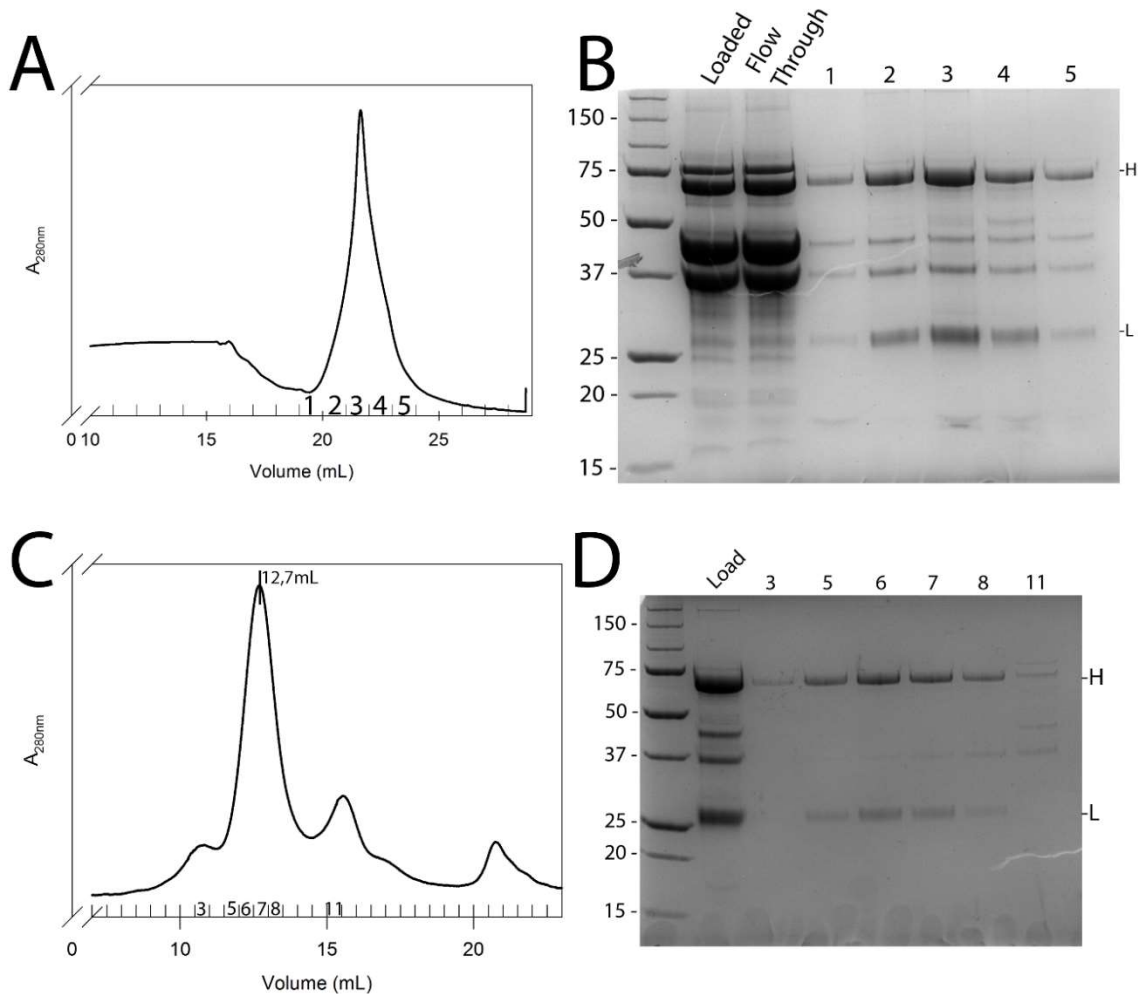 A
A280nm
0 10 15 20 25
1 2 3 4 5
Volume (mL)
B
Loaded
Flow
Through
1 2 3 4 5
150 -
75 -
50 -
37 -
25 -
20 -
15 -
-H
-L
C
A280nm
12,7mL
3 5 6 7 8 11
0 10 15 20
Volume (mL)
D
Load 3 5 6 7 8 11
150 -
75 -
50 -
37 -
25 -
20 -
15 -
-H
-L